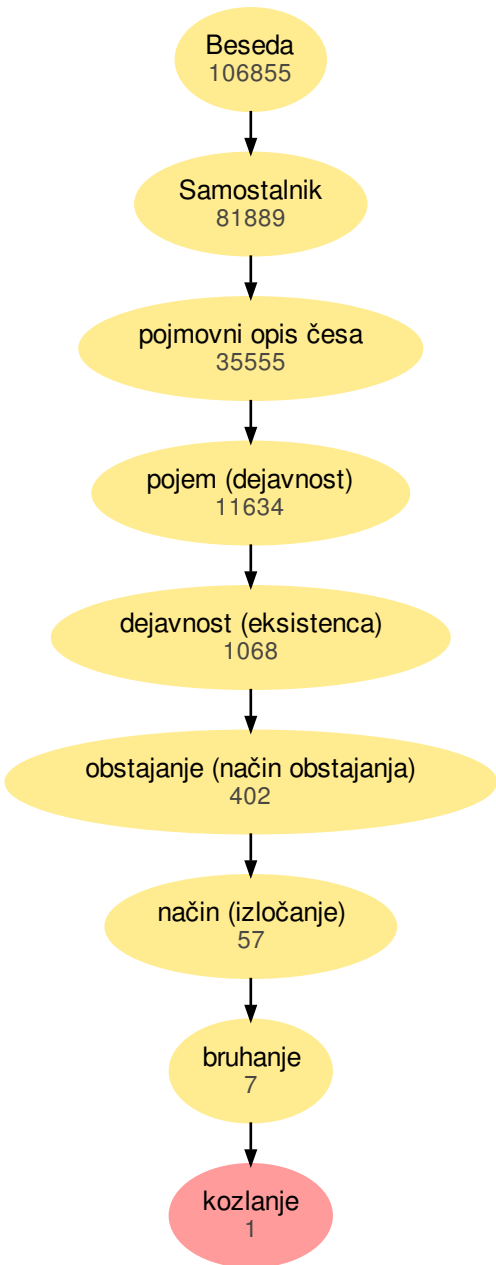 Beseda
106855
Samostalnik
81889
pojmovni opis česa
35555
pojem (dejavnost)
11634
dejavnost (eksistenca)
1068
obstajanje (način obstajanja)
402
način (izločanje)
57
bruhanje
7
kozlanje
1